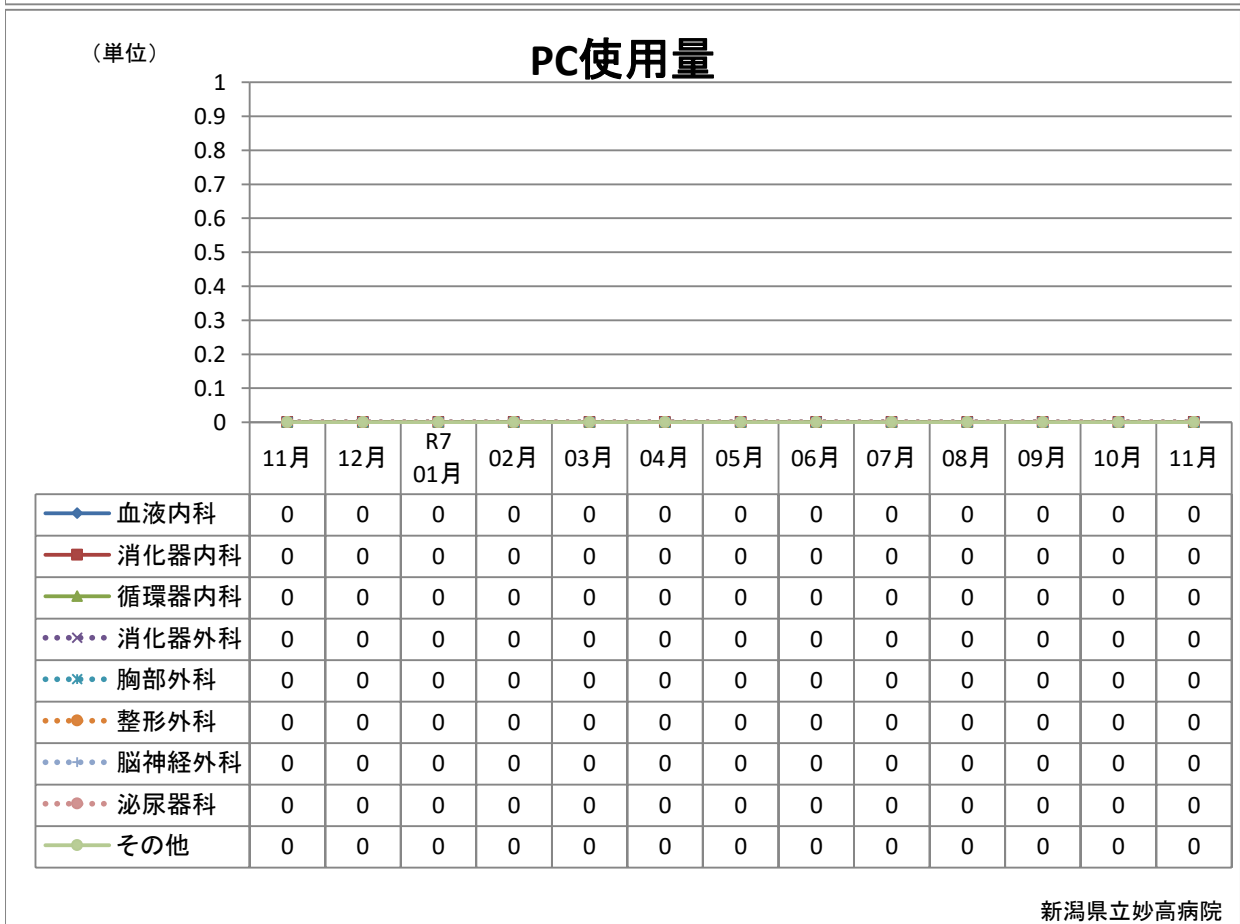 （単位）
PC使用量
1
0.9
0.8
0.7
0.6
0.5
0.4
0.3
0.2
0.1
0
11月 12月 R7 01月 02月 03月 04月 05月 06月 07月 08月 09月 10月 11月
血液内科 0 0 0 0 0 0 0 0 0 0 0 0 0
消化器内科 0 0 0 0 0 0 0 0 0 0 0 0 0
循環器内科 0 0 0 0 0 0 0 0 0 0 0 0 0
消化器外科 0 0 0 0 0 0 0 0 0 0 0 0 0
胸部外科 0 0 0 0 0 0 0 0 0 0 0 0 0
整形外科 0 0 0 0 0 0 0 0 0 0 0 0 0
脳神経外科 0 0 0 0 0 0 0 0 0 0 0 0 0
泌尿器科 0 0 0 0 0 0 0 0 0 0 0 0 0
その他 0 0 0 0 0 0 0 0 0 0 0 0 0
新潟県立妙高病院